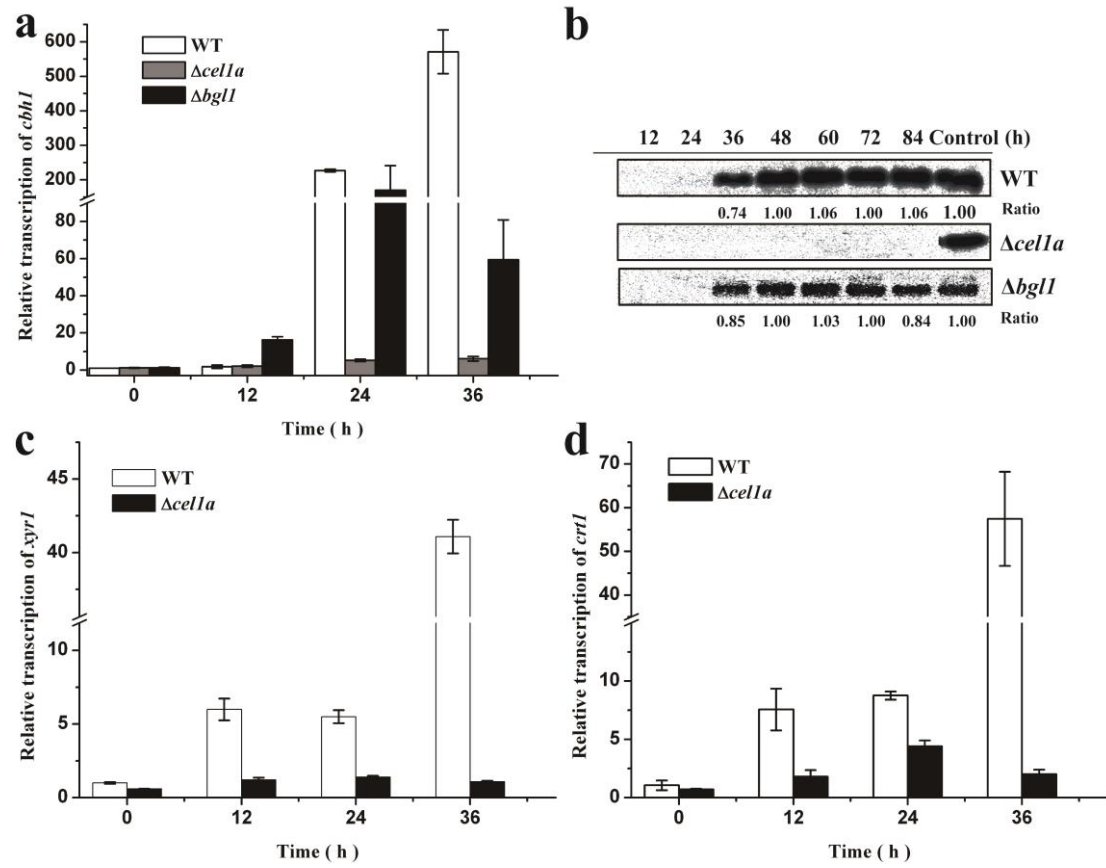 a
WT
Δcel1a
Δbgl1
Relative transcription of cbh1
600
500
400
300
200
80
60
40
20
0
0 12 24 36
Time ( h )
b
12 24 36 48 60 72 84 Control (h)
WT
0.74 1.00 1.06 1.00 1.06 1.00 Ratio
Δcel1a
Δbgl1
0.85 1.00 1.03 1.00 0.84 1.00 Ratio
c
WT
Δcel1a
Relative transcription of xyr1
45
40
10
5
0
0 12 24 36
Time ( h )
d
WT
Δcel1a
Relative transcription of crt1
70
60
50
40
10
5
0
0 12 24 36
Time ( h )